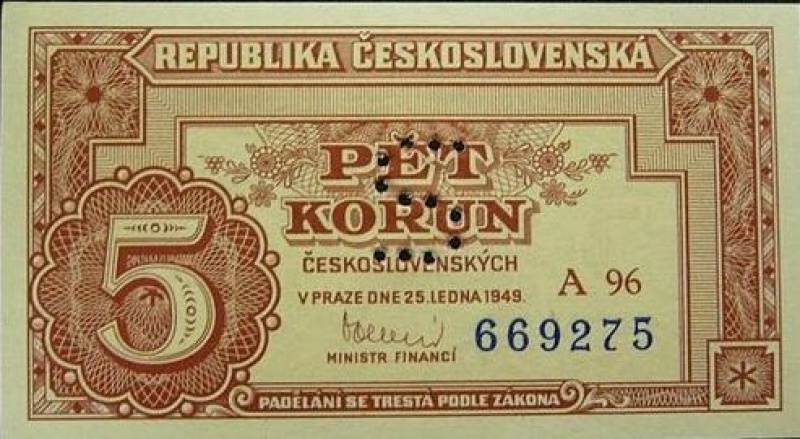 REPUBLIKA ČESKOSLOVENSKÁ
PĚT
KORUN
ČESKOSLOVENSKÝCH
V PRAZE DNE 25. LEDNA 1949.
A 96
669275
MINISTR FINANCÍ
5
PADĚLÁNÍ SE TRESTÁ PODLE ZÁKONA